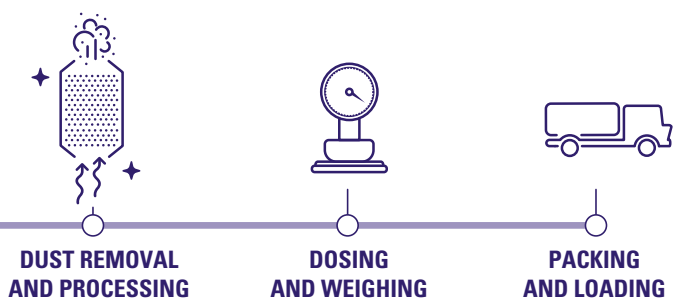 DUST REMOVAL
AND PROCESSING
DOSING
AND WEIGHING
PACKING
AND LOADING